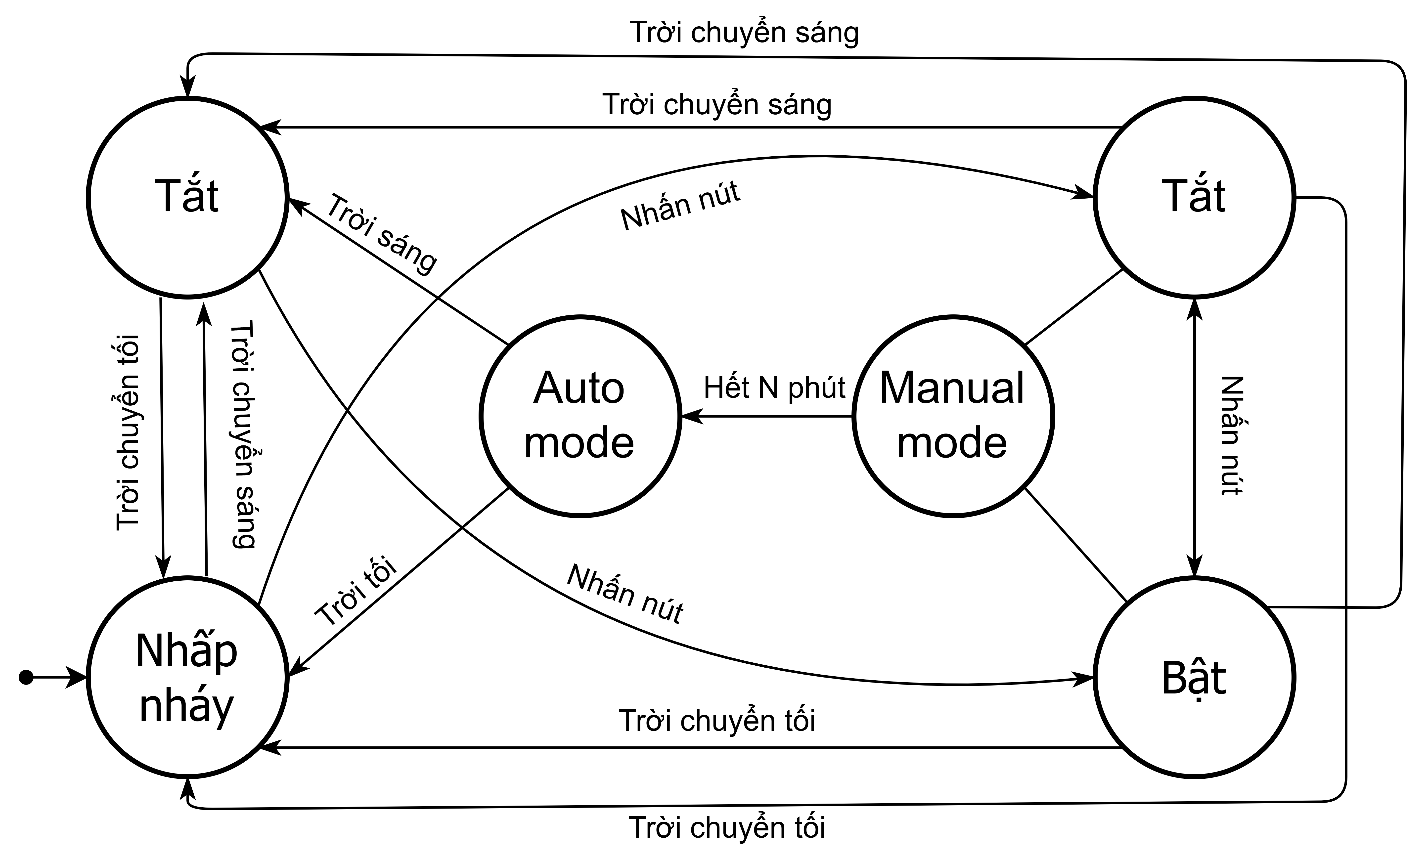 Trời chuyển sáng
Trời chuyển sáng
Tắt
Tắt
Nhấn nút
Trời sáng
Trời chuyển tối
Trời chuyển sáng
Auto
mode
Hết N phút
Manual
mode
Nhấn nút
Trời tối
Nhấn nút
Nhấp
nháy
Bật
Trời chuyển tối
Trời chuyển tối